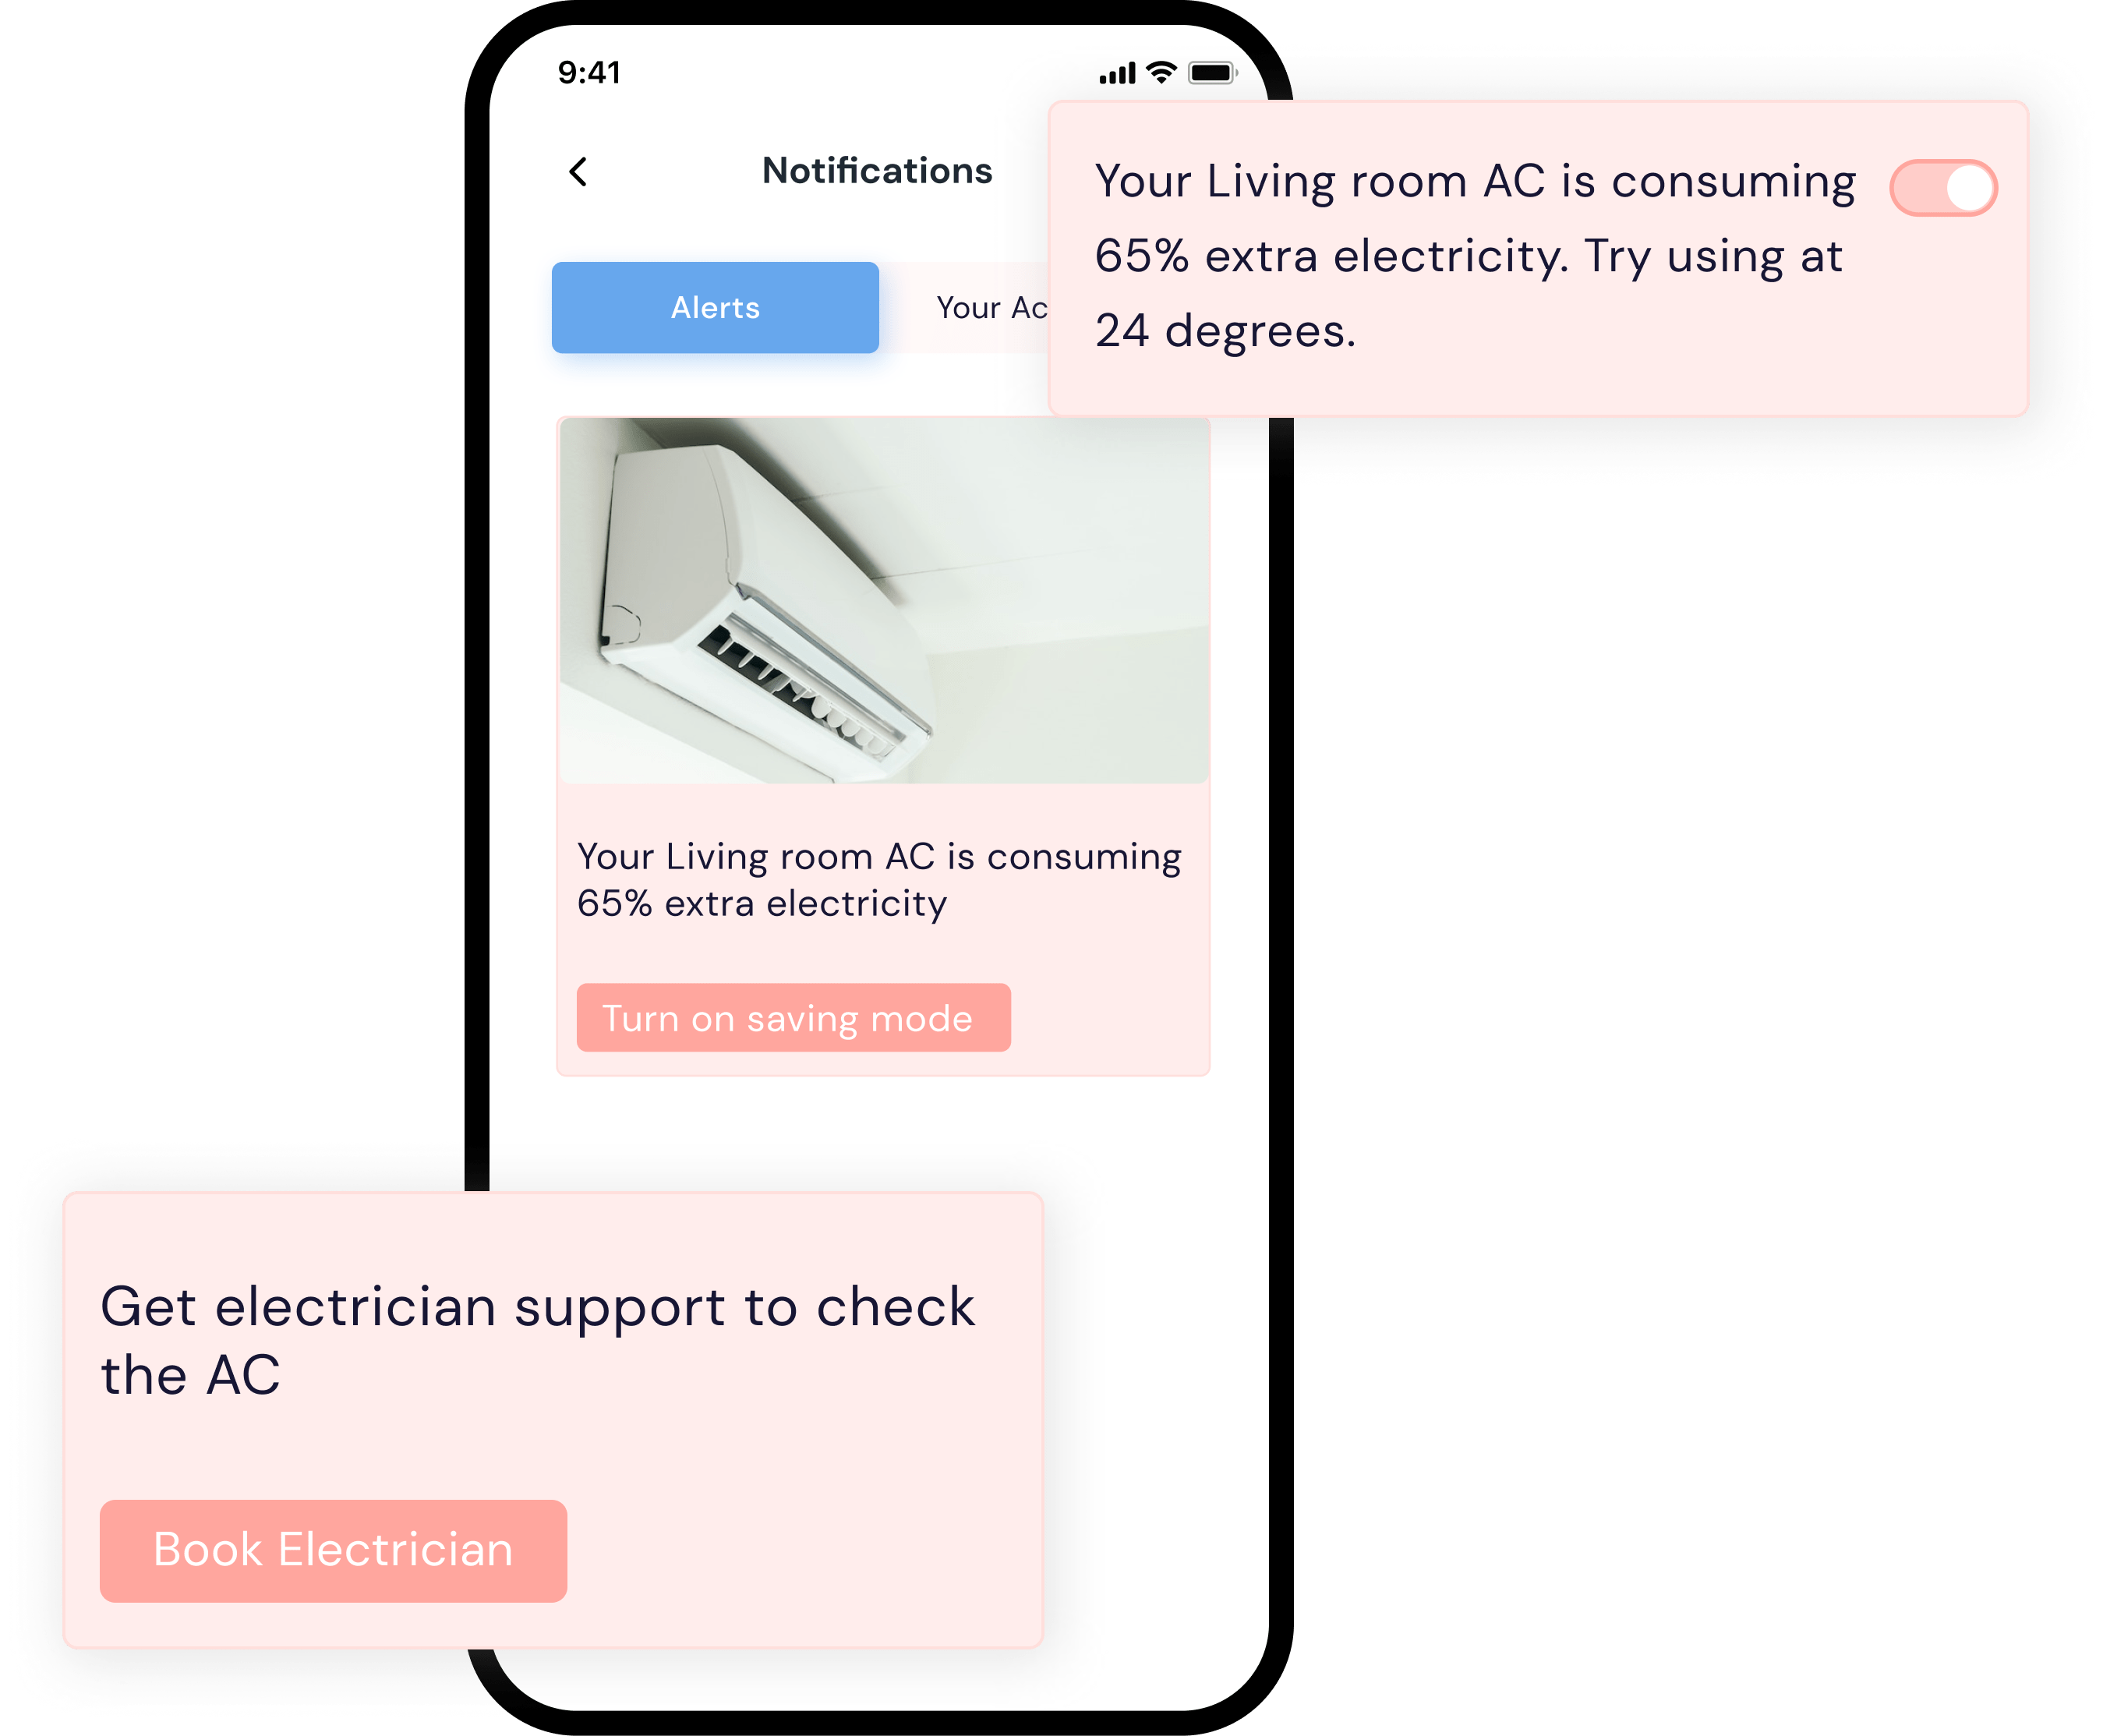 9:41
Notifications
Alerts
Your Ac
Your Living room AC is consuming
65% extra electricity. Try using at
24 degrees.
Your Living room AC is consuming
65% extra electricity
Turn on saving mode
Get electrician support to check
the AC
Book Electrician